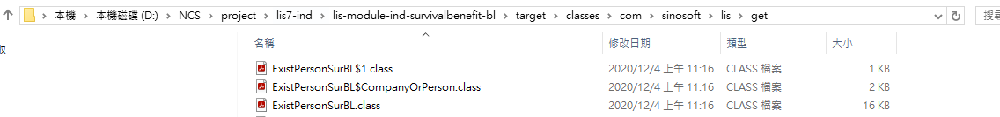 本機 > 本機磁碟 (D:) > NCS > project > lis7-ind > lis-module-ind-survivalbenefit-bl > target > classes > com > sinosoft > lis > get
搜尋
名稱 修改日期 類型 大小
ExistPersonSurBL$1.class 2020/12/4 上午 11:16 CLASS 檔案 1 KB
ExistPersonSurBL$CompanyOrPerson.class 2020/12/4 上午 11:16 CLASS 檔案 2 KB
ExistPersonSurBL.class 2020/12/4 上午 11:16 CLASS 檔案 16 KB